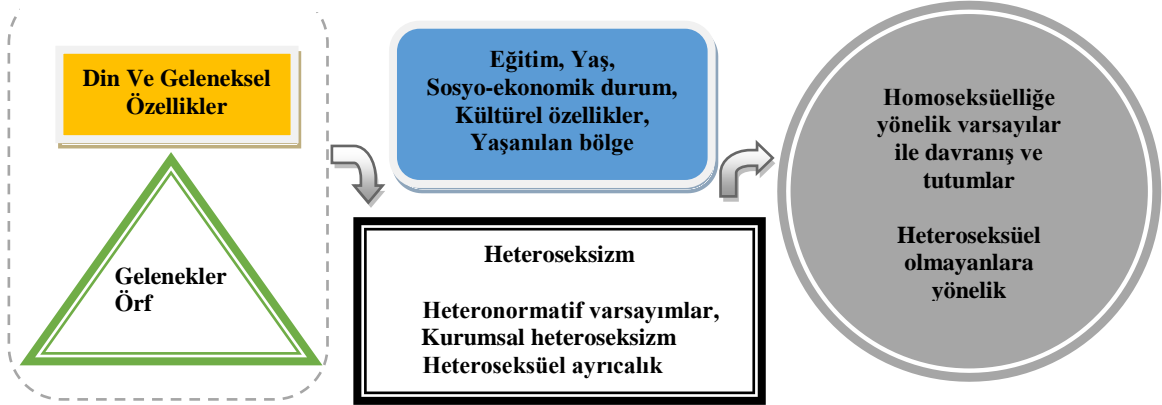 Din Ve Geleneksel
Özellikler
Gelenekler
Örf
Eğitim, Yaş,
Sosyo-ekonomik durum,
Kültürel özellikler,
Yaşanılan bölge
Heteroseksizm
Heteronormatif varsayımlar,
Kurumsal heteroseksizm
Heteroseksüel ayrıcalık
Homoseksüelliğe
yönelik varsayılar
ile davranış ve
tutumlar
Heteroseksüel
olmayanlara
yönelik